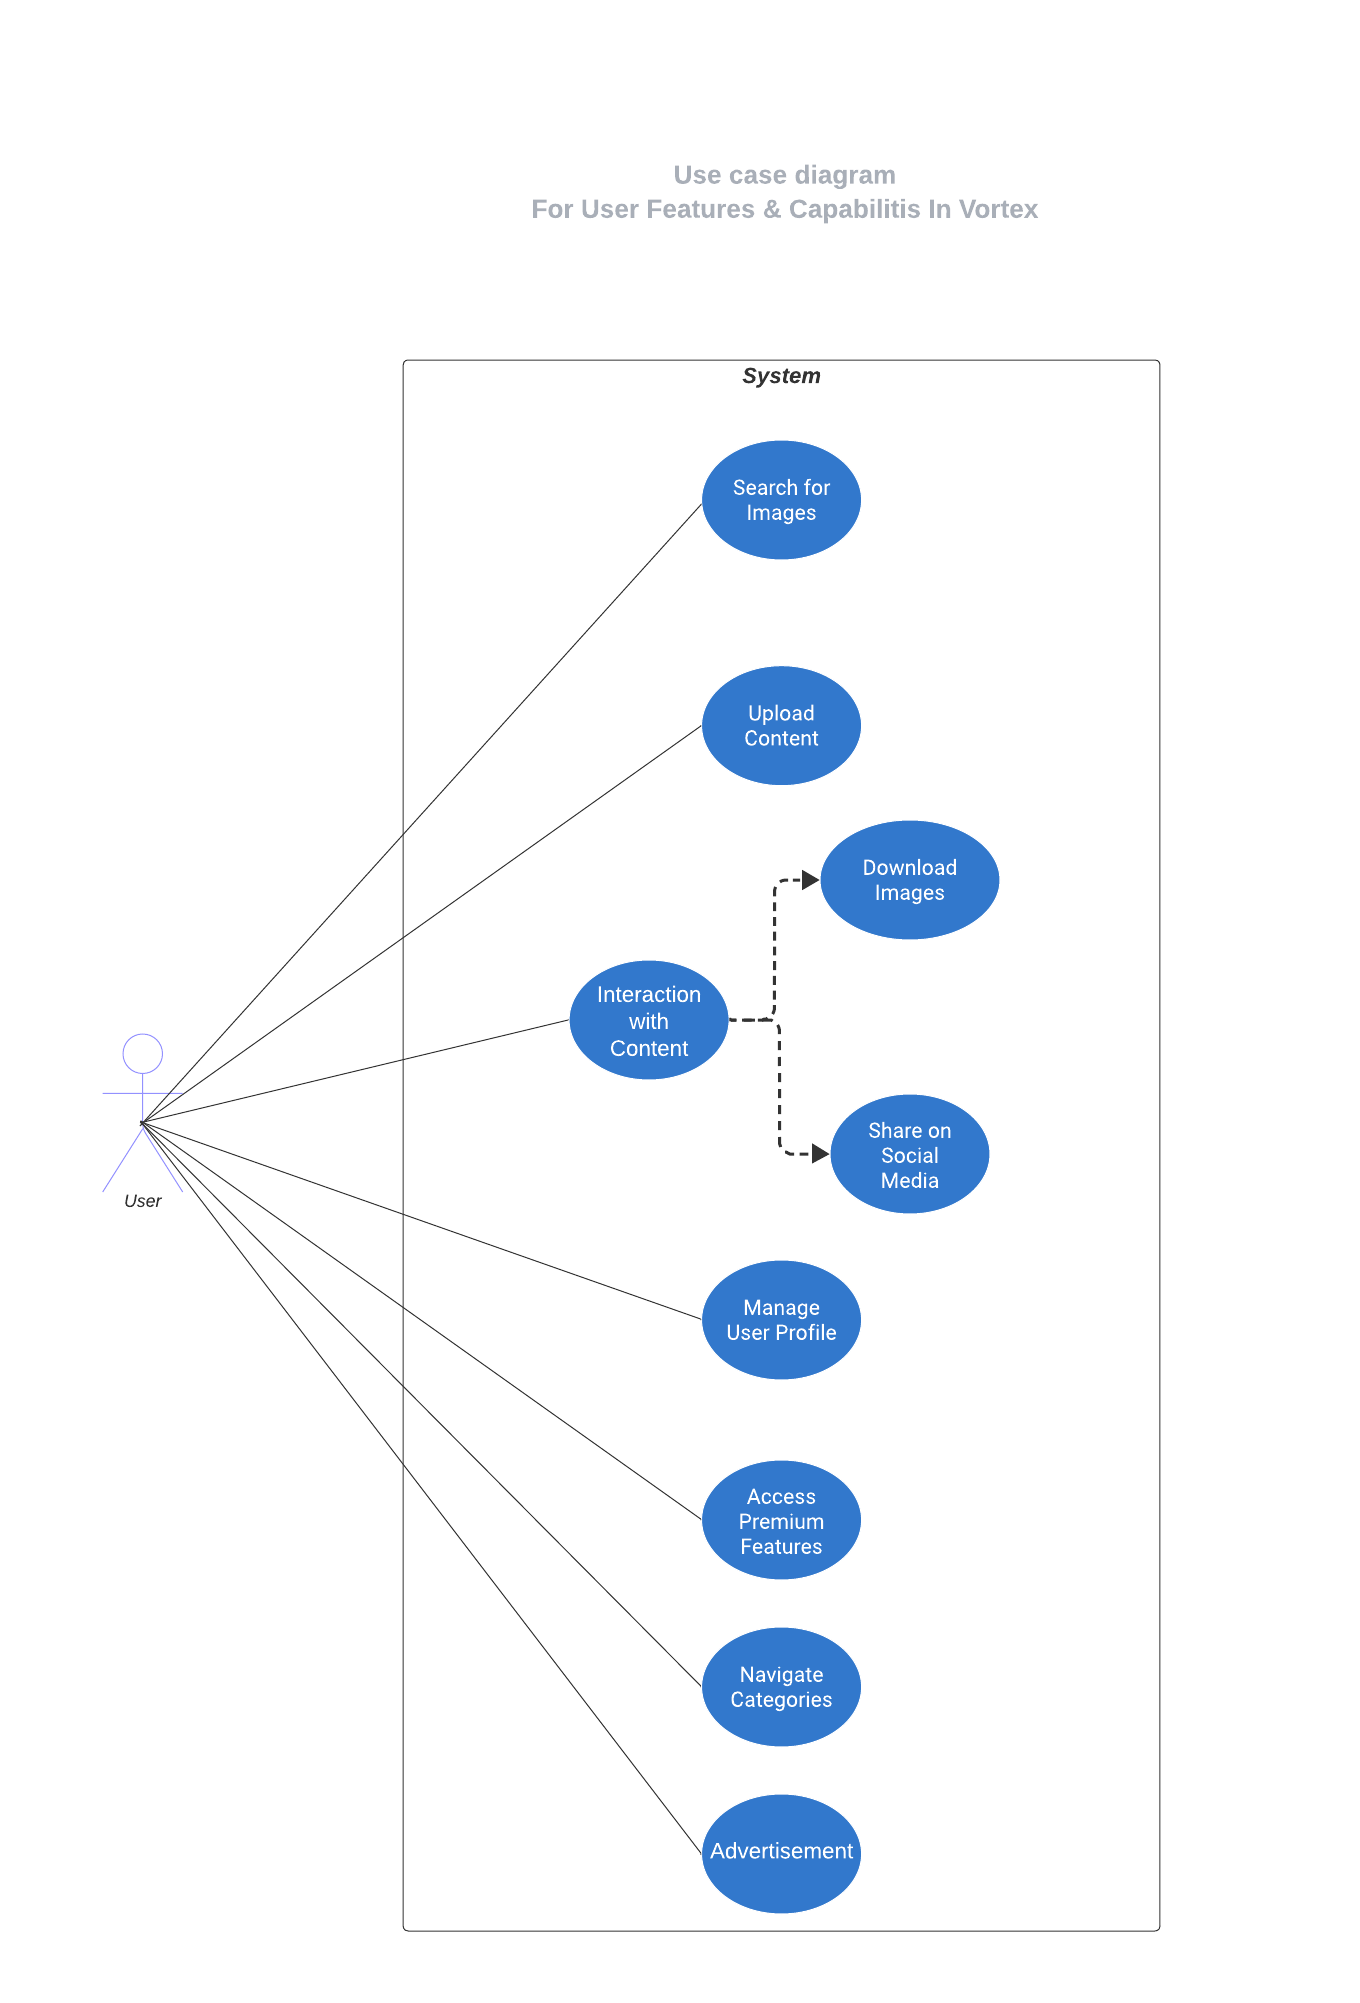 Use case diagram
For User Features & Capabilitis In Vortex
System
Search for
Images
Upload
Content
Download
Images
Interaction
with
Content
Share on
Social
Media
User
Manage
User Profile
Access
Premium
Features
Navigate
Categories
Advertisement